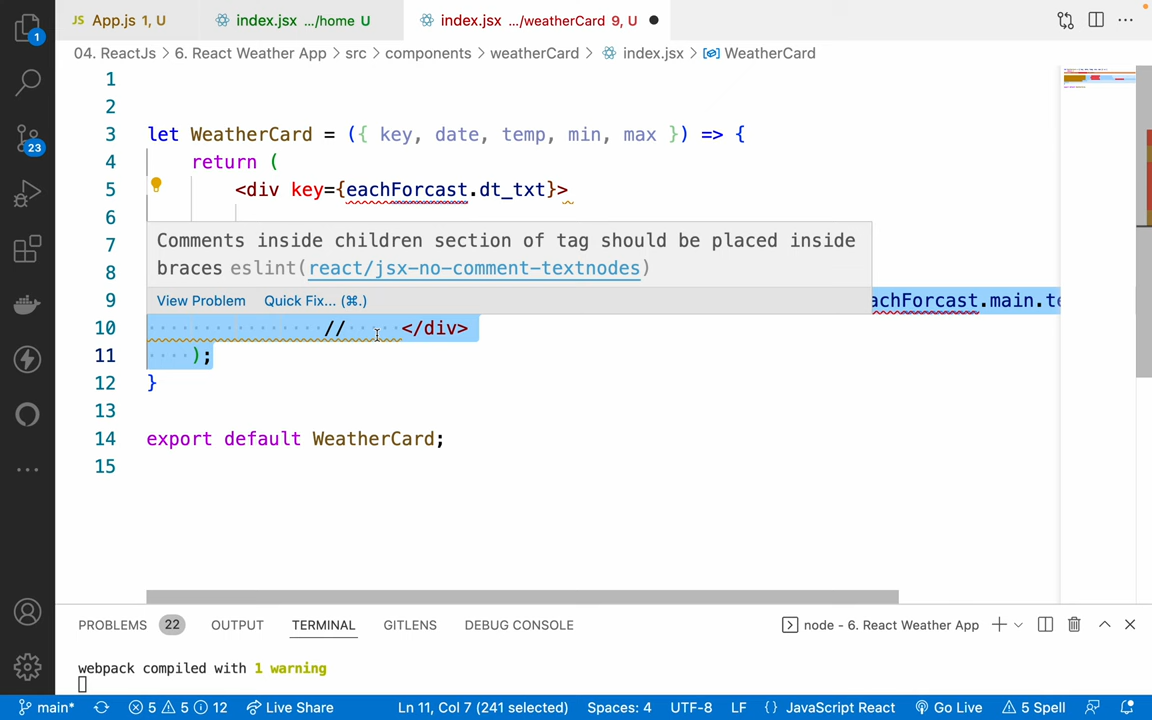 App.js 1, U
index.jsx .../home U
index.jsx .../weatherCard 9, U
04. ReactJs > 6. React Weather App > src > components > weatherCard > index.jsx > WeatherCard
1
2
3 let WeatherCard = ({ key, date, temp, min, max }) => {
4 return (
5 <div key={eachForcast.dt_txt}>
6
7
8
9 achForcast.main.te
Comments inside children section of tag should be placed inside
braces eslint(react/jsx-no-comment-textnodes)
View Problem Quick Fix... (⌘.)
10 // </div>
11 );
12 }
13
14 export default WeatherCard;
15
PROBLEMS 22 OUTPUT TERMINAL GITLENS DEBUG CONSOLE node - 6. React Weather App
webpack compiled with 1 warning
main* 5 5 12 Live Share Ln 11, Col 7 (241 selected) Spaces: 4 UTF-8 LF {} JavaScript React Go Live 5 Spell
1
23